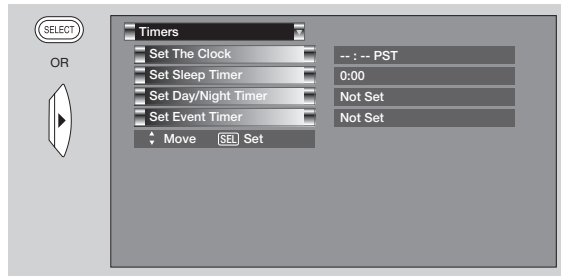 SELECT
OR
Timers
Set The Clock -- : -- PST
Set Sleep Timer 0:00
Set Day/Night Timer Not Set
Set Event Timer Not Set
Move SEL Set